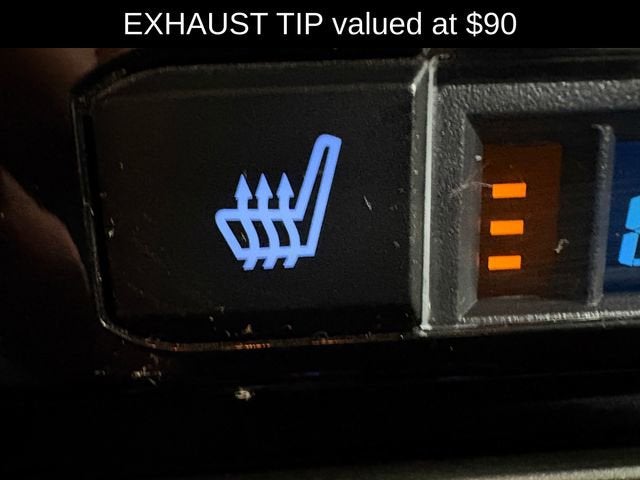 EXHAUST TIP valued at $90